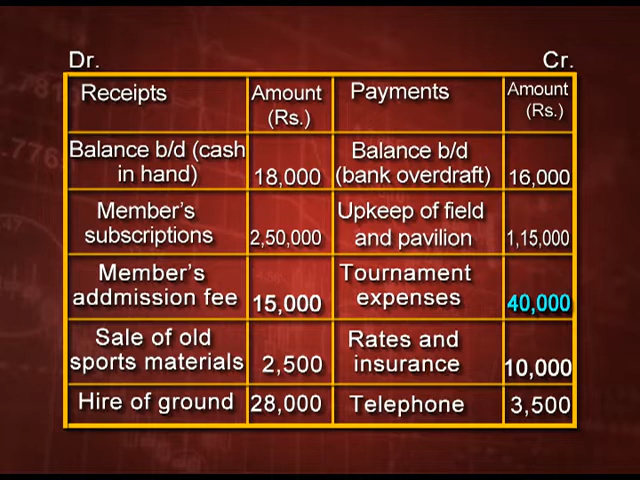 Dr. Cr.
Receipts Amount (Rs.) Payments Amount (Rs.)
Balance b/d (cash in hand) 18,000 Balance b/d (bank overdraft) 16,000
Member's subscriptions 2,50,000 Upkeep of field and pavilion 1,15,000
Member's addmission fee 15,000 Tournament expenses 40,000
Sale of old sports materials 2,500 Rates and insurance 10,000
Hire of ground 28,000 Telephone 3,500